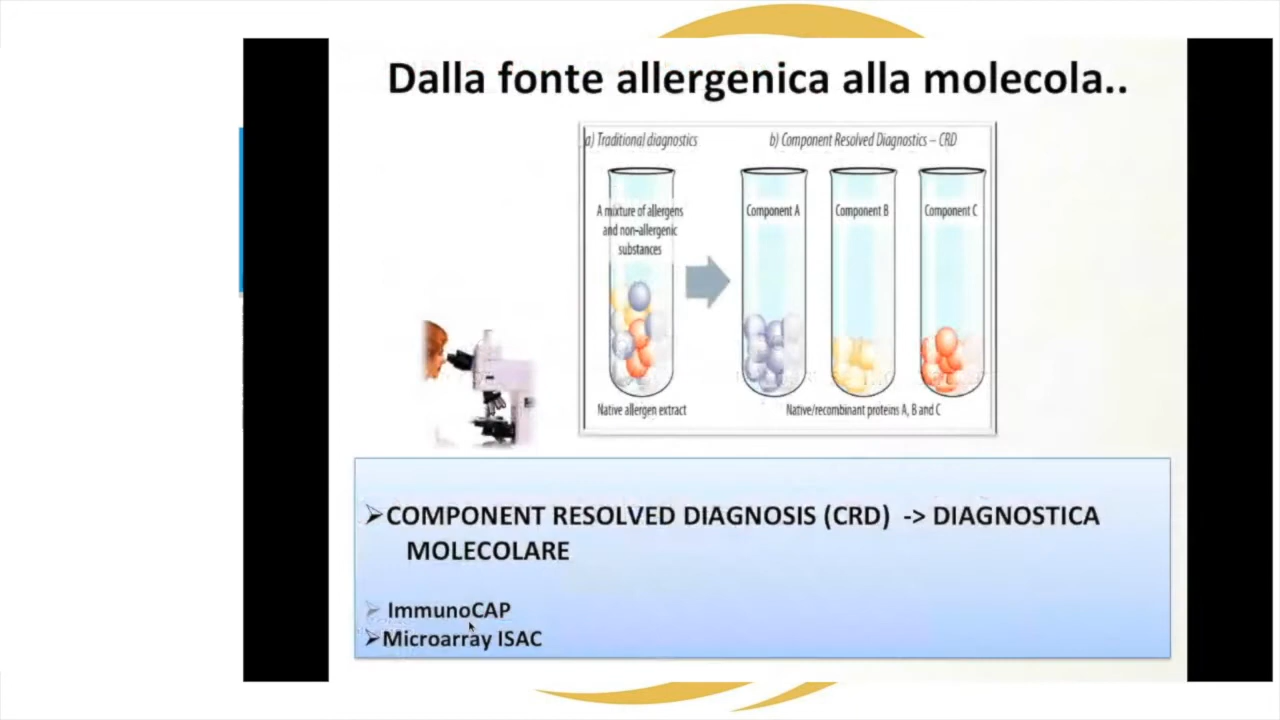 Dalla fonte allergenica alla molecola..
a) Traditional diagnostics
b) Component Resolved Diagnostics – CRD
A mixture of allergens
and non-allergenic
substances
Component A
Component B
Component C
Native allergen extract
Native/recombinant proteins A, B and C
➢COMPONENT RESOLVED DIAGNOSIS (CRD) -> DIAGNOSTICA
MOLECOLARE
➢ ImmunoCAP
➢Microarray ISAC